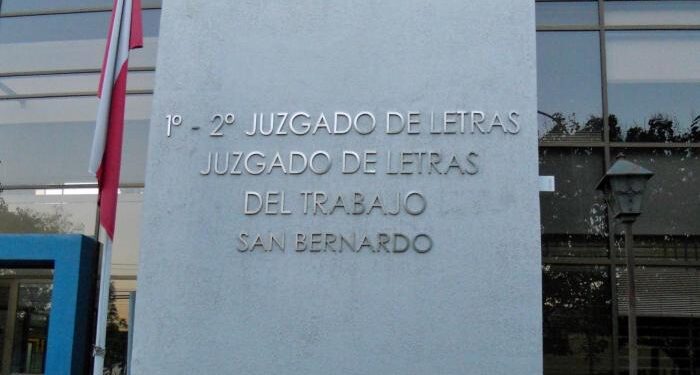 1º - 2º JUZGADO DE LETRAS
JUZGADO DE LETRAS
DEL TRABAJO
SAN BERNARDO